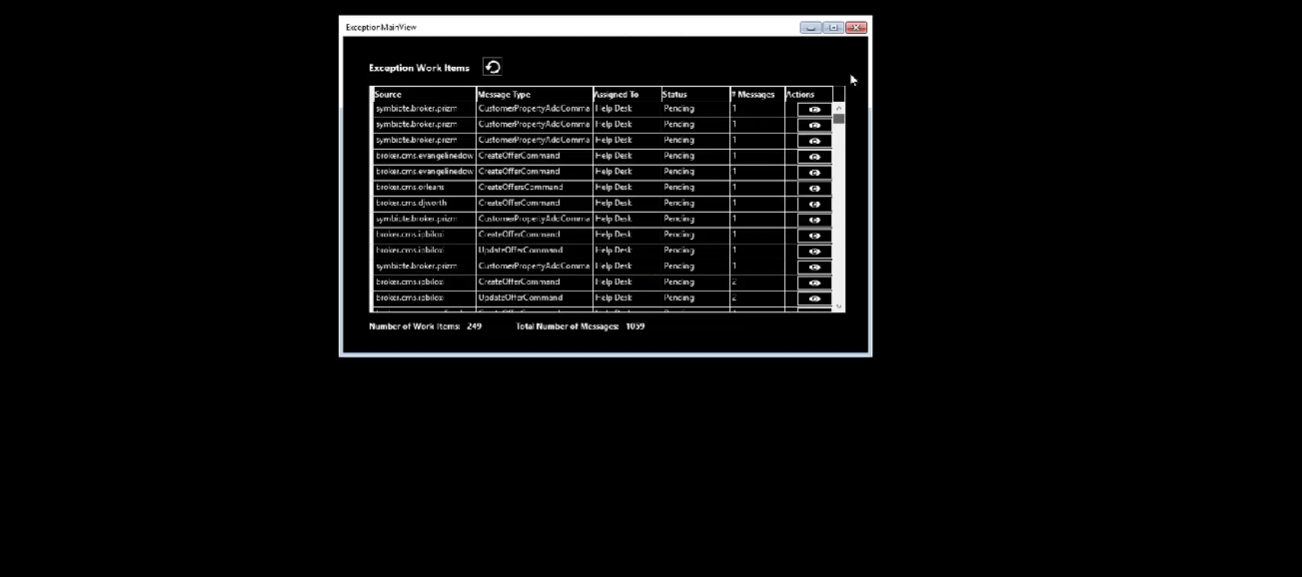 ExceptionMainView
Exception Work Items
Source Message Type Assigned To Status # Messages Actions
symbiote.broker.prizm CustomerPropertyAddComma Help Desk Pending 1
symbiote.broker.prizm CustomerPropertyAddComma Help Desk Pending 1
symbiote.broker.prizm CustomerPropertyAddComma Help Desk Pending 1
broker.cms.evangelinedow CreateOfferCommand Help Desk Pending 1
broker.cms.evangelinedow CreateOfferCommand Help Desk Pending 1
broker.cms.orleans CreateOffersCommand Help Desk Pending 1
broker.cms.djworth CreateOfferCommand Help Desk Pending 1
symbiote.broker.prizm CustomerPropertyAddComma Help Desk Pending 1
broker.cms.ipbiloxi CreateOfferCommand Help Desk Pending 1
broker.cms.ipbiloxi UpdateOfferCommand Help Desk Pending 1
symbiote.broker.prizm CustomerPropertyAddComma Help Desk Pending 1
broker.cms.ipbiloxi CreateOfferCommand Help Desk Pending 2
broker.cms.ipbiloxi UpdateOfferCommand Help Desk Pending 2
Number of Work Items: 249 Total Number of Messages: 1059